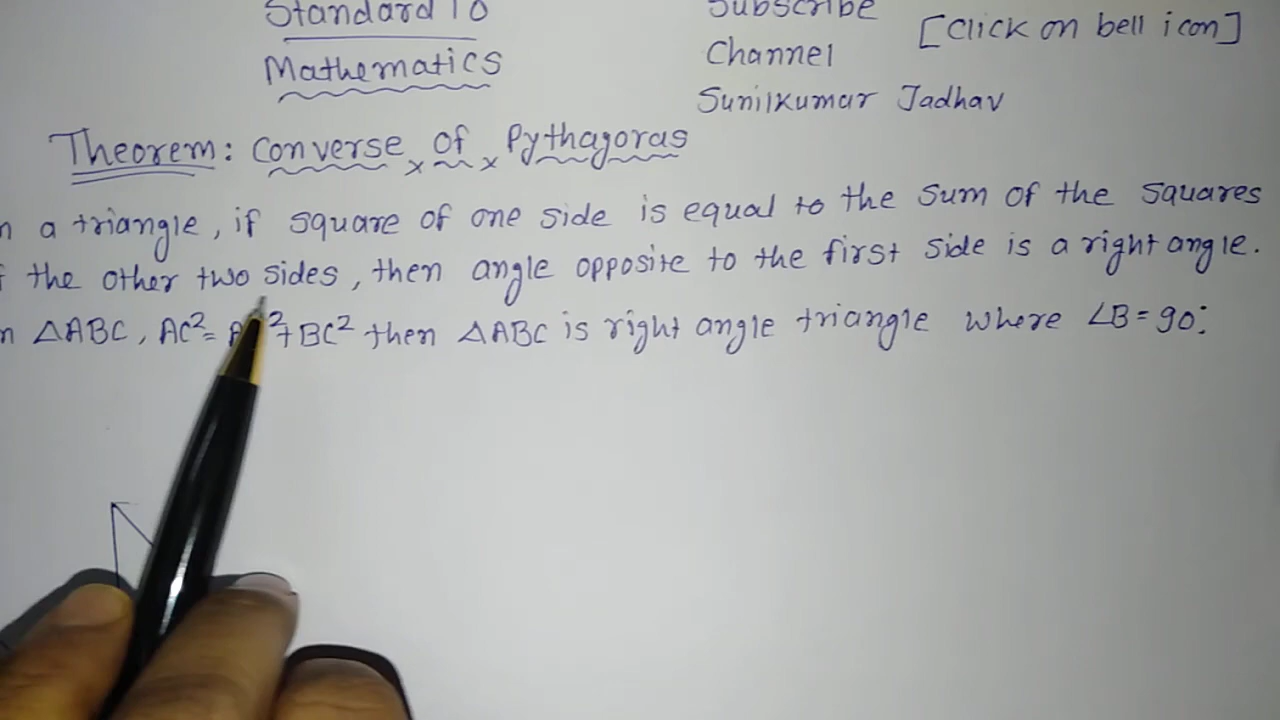 Standard 10
Mathematics
Subscribe [Click on bell icon]
Channel
Sunilkumar Jadhav
Theorem: Converse of Pythagoras
a triangle, if square of one side is equal to the sum of the squares
the other two sides, then angle opposite to the first side is a right angle.
△ABC, AC²= +BC² then △ABC is right angle triangle where ∠B=90°